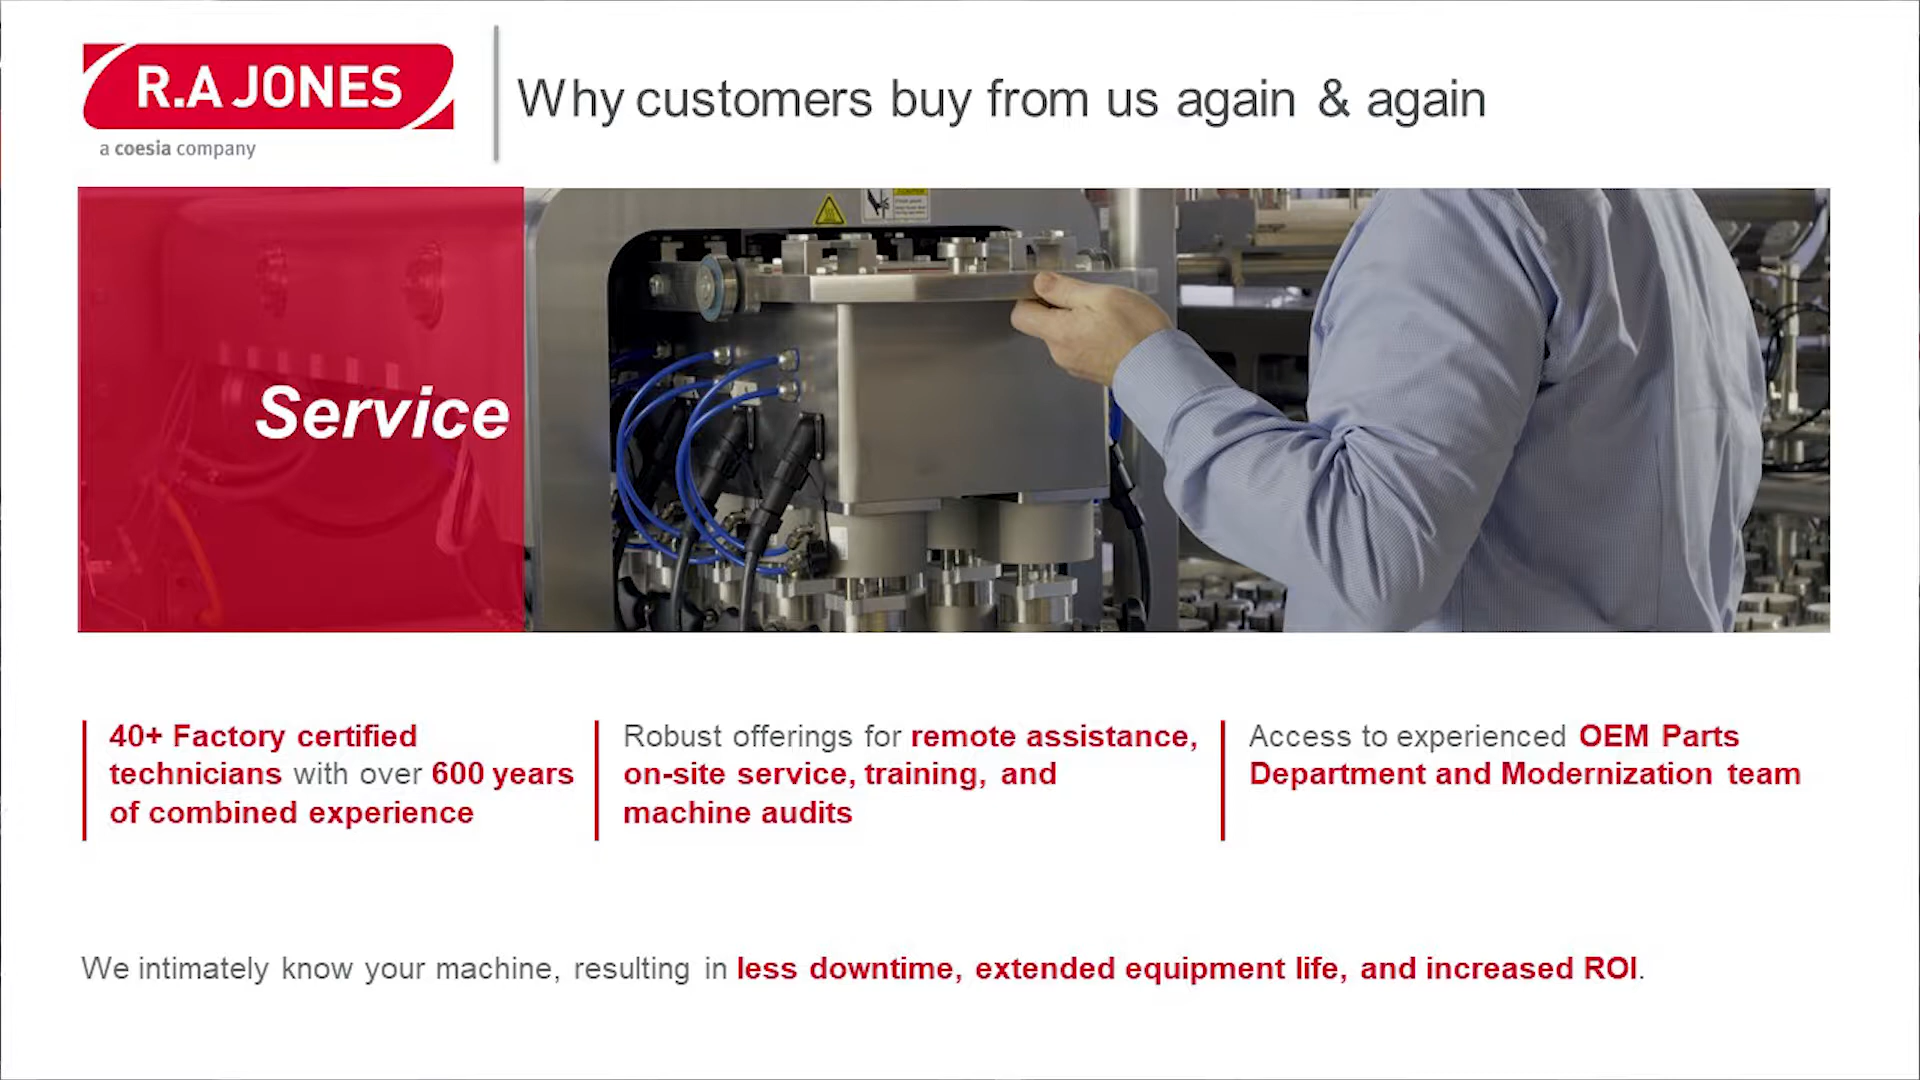 R.A JONES
a coesia company
Why customers buy from us again & again
Service
40+ Factory certified
technicians with over 600 years
of combined experience
Robust offerings for remote assistance,
on-site service, training, and
machine audits
Access to experienced OEM Parts
Department and Modernization team
We intimately know your machine, resulting in less downtime, extended equipment life, and increased ROI.